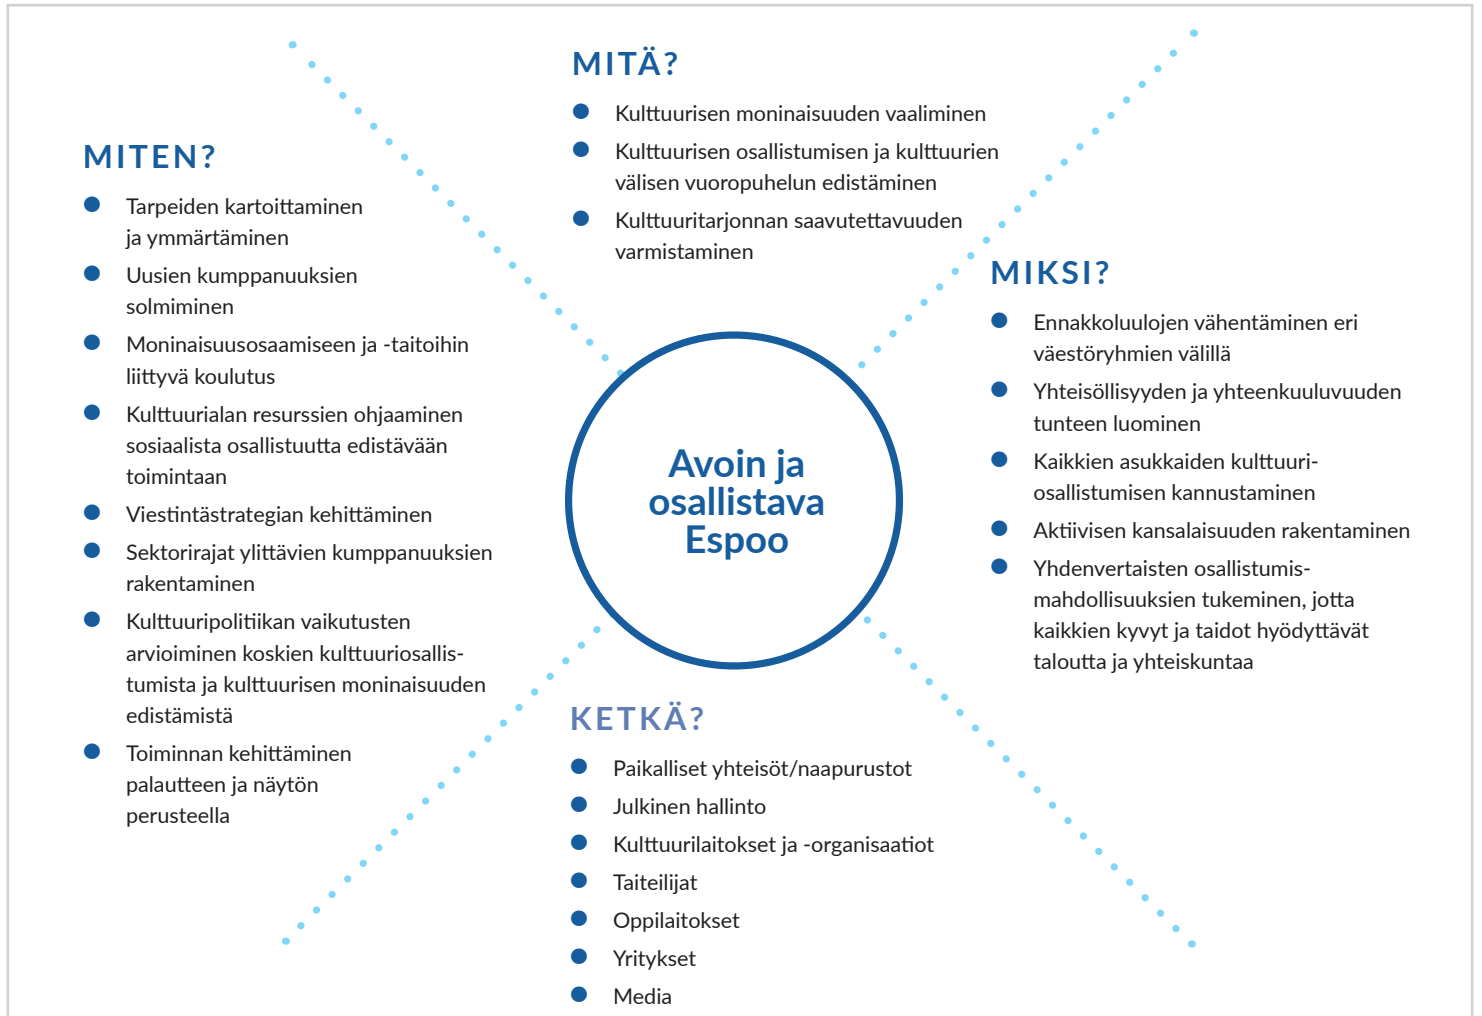 MITÄ?
Kulttuurisen moninaisuuden vaaliminen
Kulttuurisen osallistumisen ja kulttuurien
välisen vuoropuhelun edistäminen
Kulttuuritarjonnan saavutettavuuden
varmistaminen
MITEN?
Tarpeiden kartoittaminen
ja ymmärtäminen
Uusien kumppanuuksien
solmiminen
Moninaisuusosaamiseen ja -taitoihin
liittyvä koulutus
Kulttuurialan resurssien ohjaaminen
sosiaalista osallistuutta edistävään
toimintaan
Viestintästrategian kehittäminen
Sektorirajat ylittävien kumppanuuksien
rakentaminen
Kulttuuripolitiikan vaikutusten
arvioiminen koskien kulttuuriosallis-
tumista ja kulttuurisen moninaisuuden
edistämistä
Toiminnan kehittäminen
palautteen ja näytön
perusteella
Avoin ja
osallistava
Espoo
MIKSI?
Ennakkoluulojen vähentäminen eri
väestöryhmien välillä
Yhteisöllisyyden ja yhteenkuuluvuuden
tunteen luominen
Kaikkien asukkaiden kulttuuri-
osallistumisen kannustaminen
Aktiivisen kansalaisuuden rakentaminen
Yhdenvertaisten osallistumis-
mahdollisuuksien tukeminen, jotta
kaikkien kyvyt ja taidot hyödyttävät
taloutta ja yhteiskuntaa
KETKÄ?
Paikalliset yhteisöt/naapurustot
Julkinen hallinto
Kulttuurilaitokset ja -organisaatiot
Taiteilijat
Oppilaitokset
Yritykset
Media